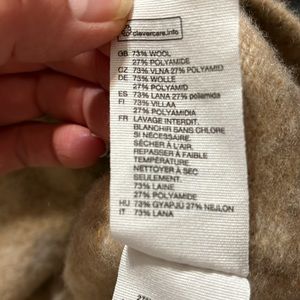 clevercare.info
GB 73% WOOL
27% POLYAMIDE
CZ 73% VLNA 27% POLYAMID
DE 73% WOLLE
27% POLYAMID
ES 73% LANA 27% poliamida
FI 73% VILLAA
27% POLYAMIDIA
FR LAVAGE INTERDIT.
BLANCHIR SANS CHLORE
SI NÉCESSAIRE.
SÉCHER À L'AIR.
REPASSER À FAIBLE
TEMPÉRATURE
NETTOYER À SEC
SEULEMENT.
73% LAINE
27% POLYAMIDE
HU 73% GYAPJÚ 27% NEJLON
IT 73% LANA